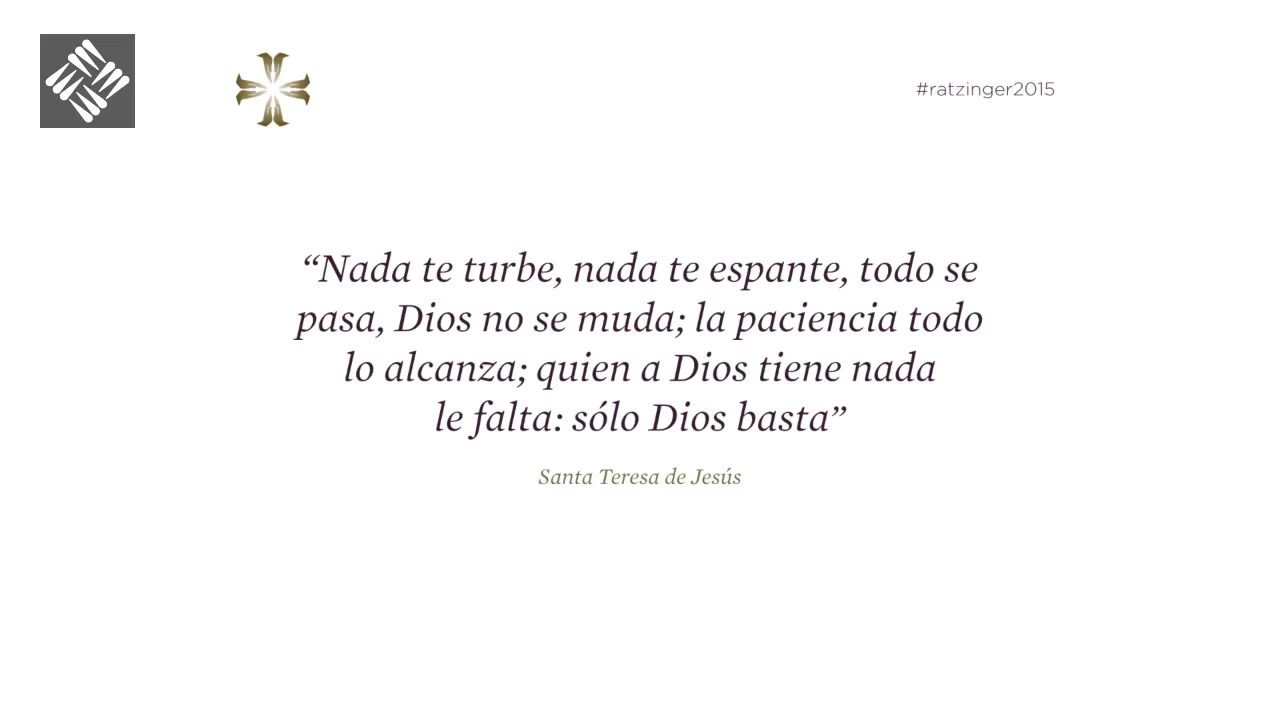 #ratzinger2015
“Nada te turbe, nada te espante, todo se
pasa, Dios no se muda; la paciencia todo
lo alcanza; quien a Dios tiene nada
le falta: sólo Dios basta”
Santa Teresa de Jesús